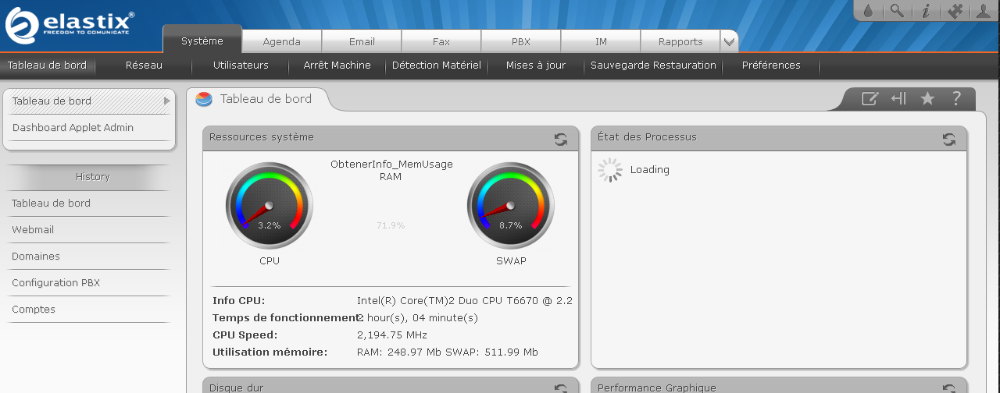 elastix®
FREEDOM TO COMUNICATE
Système
Agenda
Email
Fax
PBX
IM
Rapports
Tableau de bord
Réseau
Utilisateurs
Arrêt Machine
Détection Matériel
Mises à jour
Sauvegarde Restauration
Préférences
Tableau de bord
Dashboard Applet Admin
History
Tableau de bord
Webmail
Domaines
Configuration PBX
Comptes
Tableau de bord
?
Ressources système
ObtenerInfo_MemUsage
RAM
3.2%
71.9%
8.7%
CPU
SWAP
Info CPU: Intel(R) Core(TM)2 Duo CPU T6670 @ 2.2
Temps de fonctionnement: 2 hour(s), 04 minute(s)
CPU Speed: 2,194.75 MHz
Utilisation mémoire: RAM: 248.97 Mb SWAP: 511.99 Mb
État des Processus
Loading
Disque dur
Performance Graphique